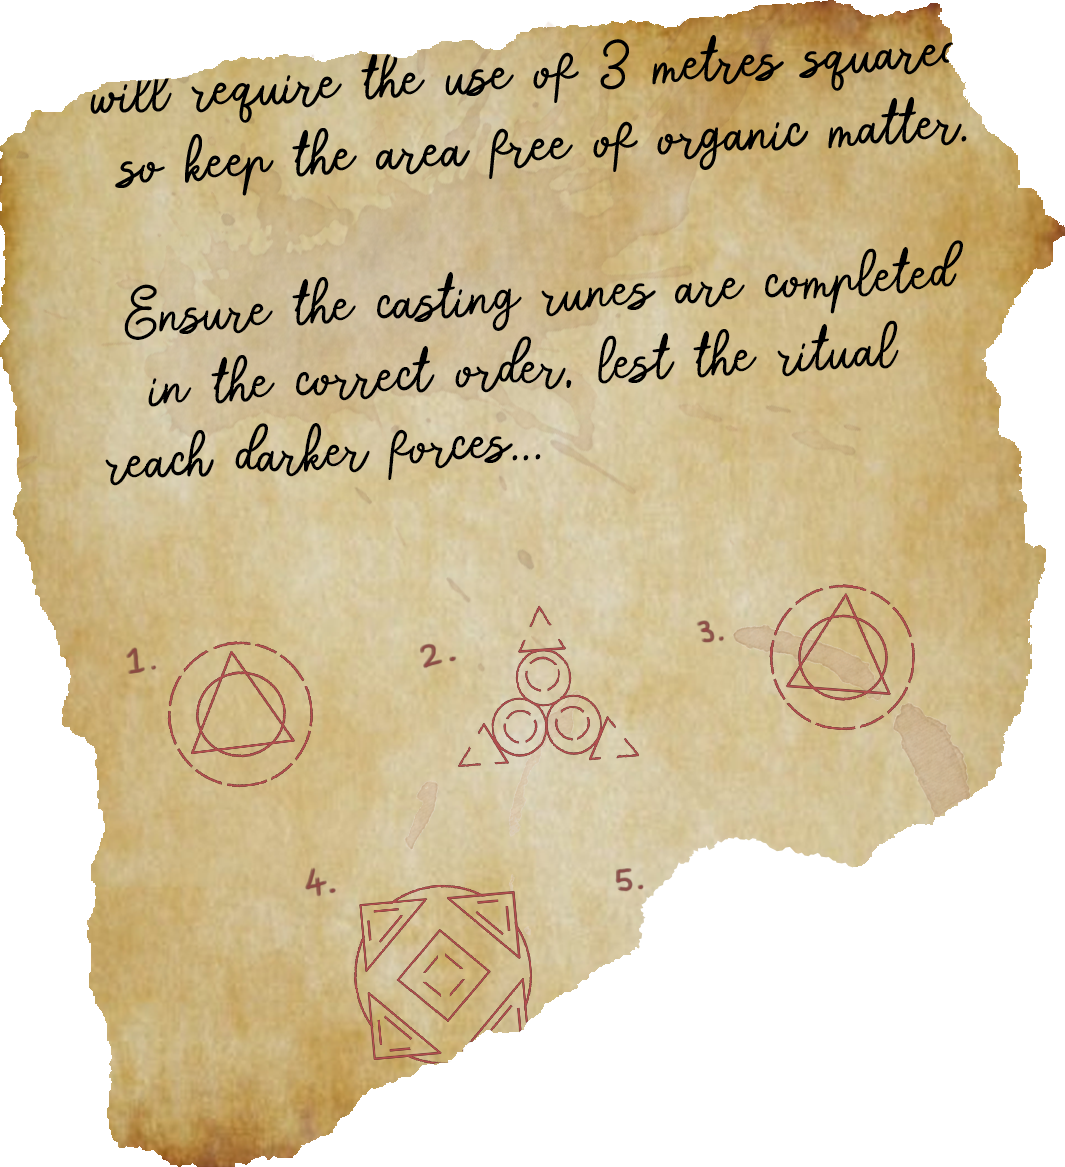 will require the use of 3 metres squared
so keep the area free of organic matter.
Ensure the casting runes are completed
in the correct order, lest the ritual
reach darker forces...
1.
2.
3.
4.
5.